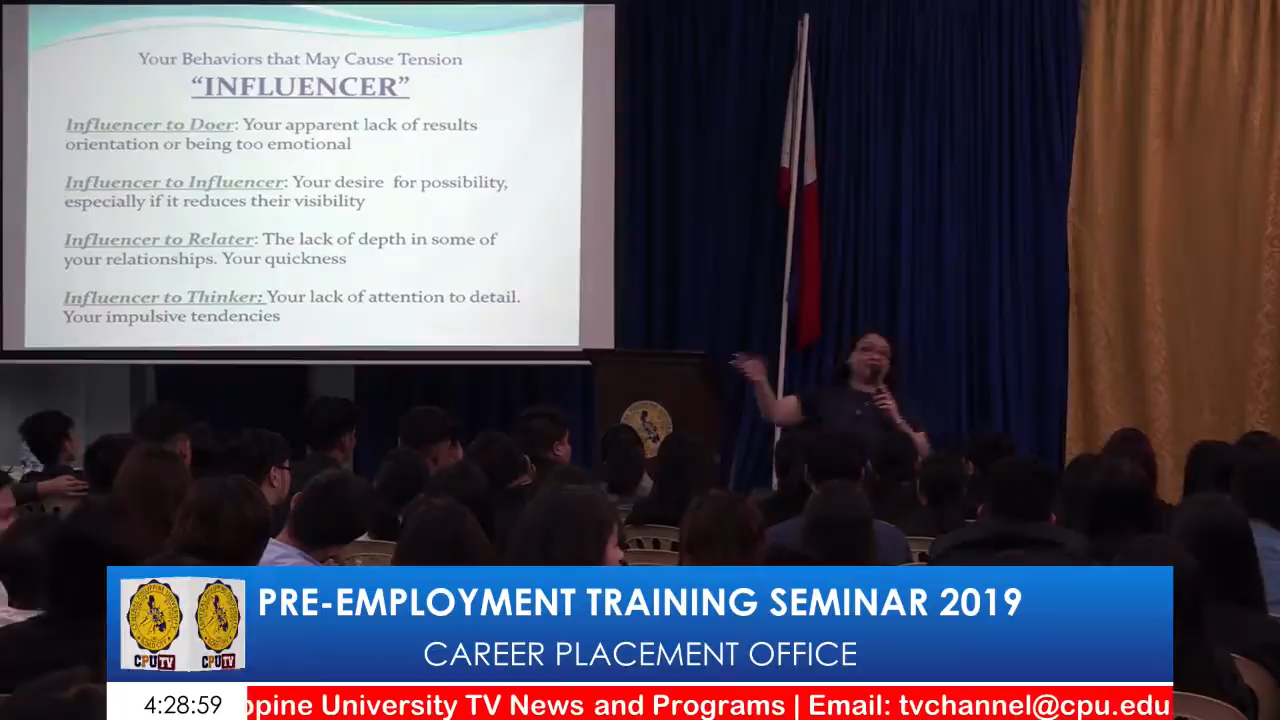 Your Behaviors that May Cause Tension
“INFLUENCER”
Influencer to Doer: Your apparent lack of results
orientation or being too emotional
Influencer to Influencer: Your desire for possibility,
especially if it reduces their visibility
Influencer to Relater: The lack of depth in some of
your relationships. Your quickness
Influencer to Thinker: Your lack of attention to detail.
Your impulsive tendencies
CPUTV
CPUTV
PRE-EMPLOYMENT TRAINING SEMINAR 2019
CAREER PLACEMENT OFFICE
4:28:59
ppine University TV News and Programs | Email: tvchannel@cpu.edu